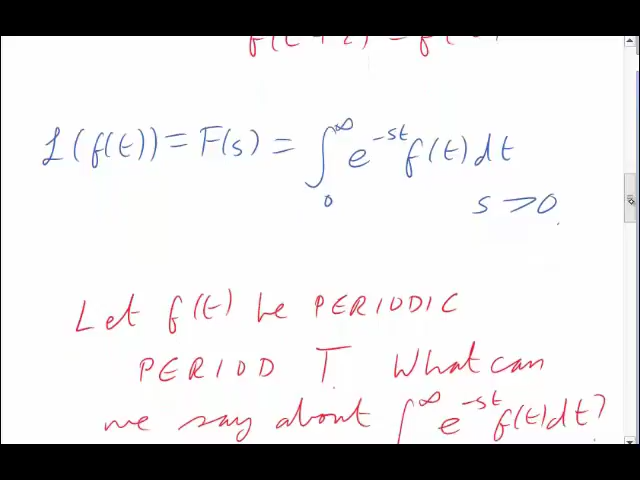 L(f(t)) = F(s) = ∫₀^∞ e^{-st} f(t) dt
s > 0
Let f(t) be PERIODIC
PERIOD T. What can
we say about ∫^∞ e^{-st} f(t) dt?